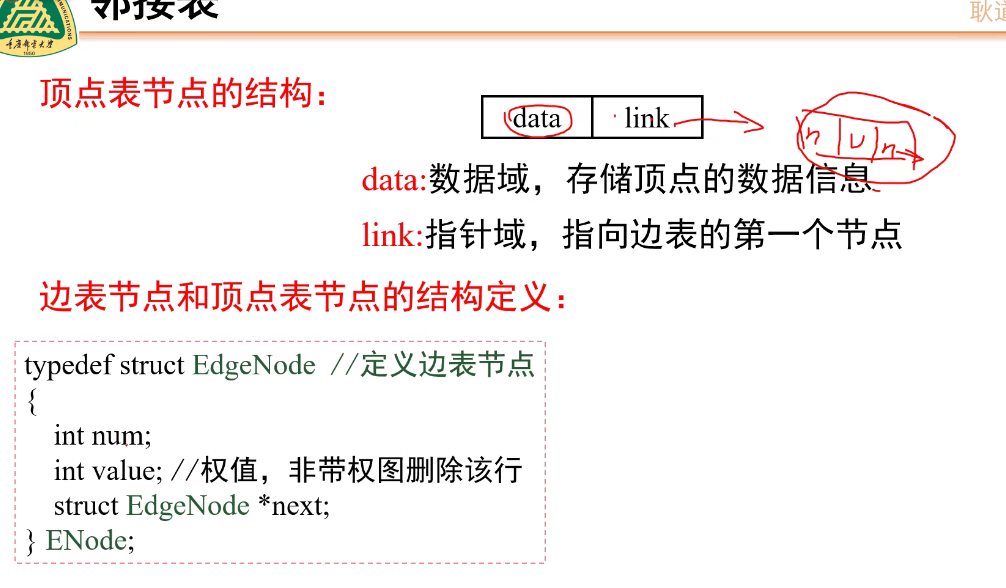 邻接表
耿道
顶点表节点的结构：
data link
n v n
data:数据域，存储顶点的数据信息
link:指针域，指向边表的第一个节点
边表节点和顶点表节点的结构定义：
typedef struct EdgeNode //定义边表节点
{
int num;
int value; //权值，非带权图删除该行
struct EdgeNode *next;
} ENode;